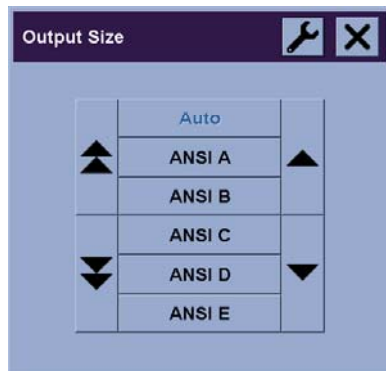 Output Size
Auto
ANSI A
ANSI B
ANSI C
ANSI D
ANSI E